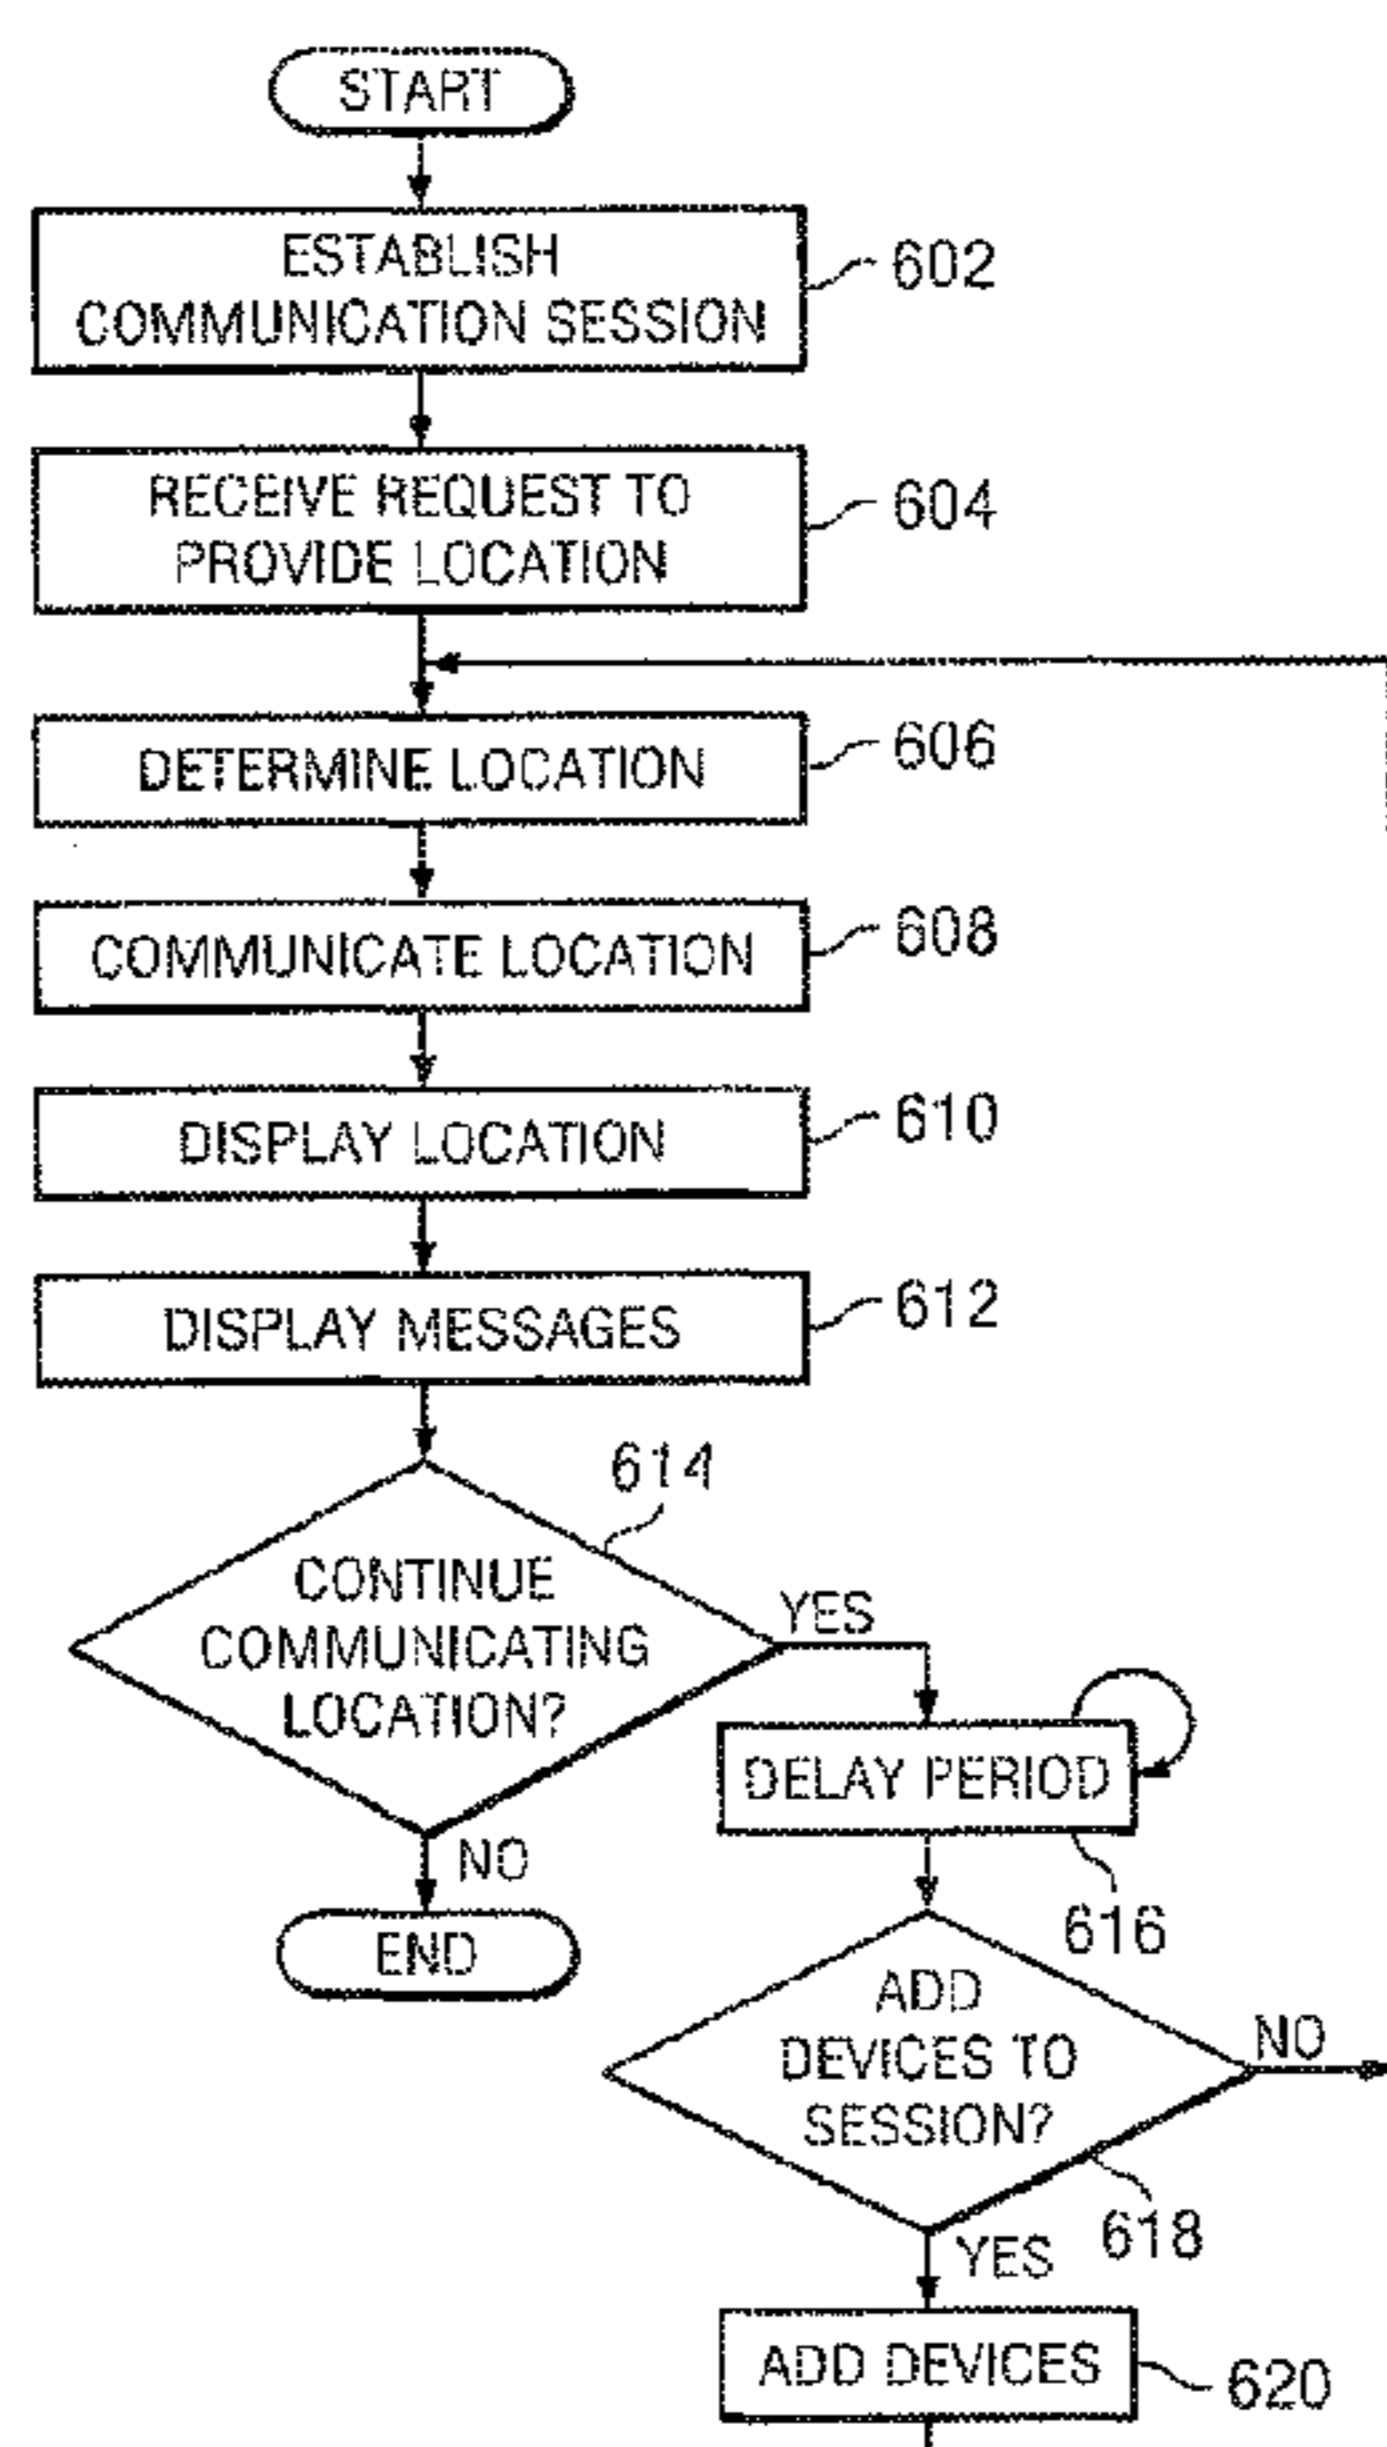 START
ESTABLISH
COMMUNICATION SESSION
602
RECEIVE REQUEST TO
PROVIDE LOCATION
604
DETERMINE LOCATION
606
COMMUNICATE LOCATION
608
DISPLAY LOCATION
610
DISPLAY MESSAGES
612
614
CONTINUE
COMMUNICATING
LOCATION?
YES
NO
END
DELAY PERIOD
616
ADD
DEVICES TO
SESSION?
NO
618
YES
ADD DEVICES
620